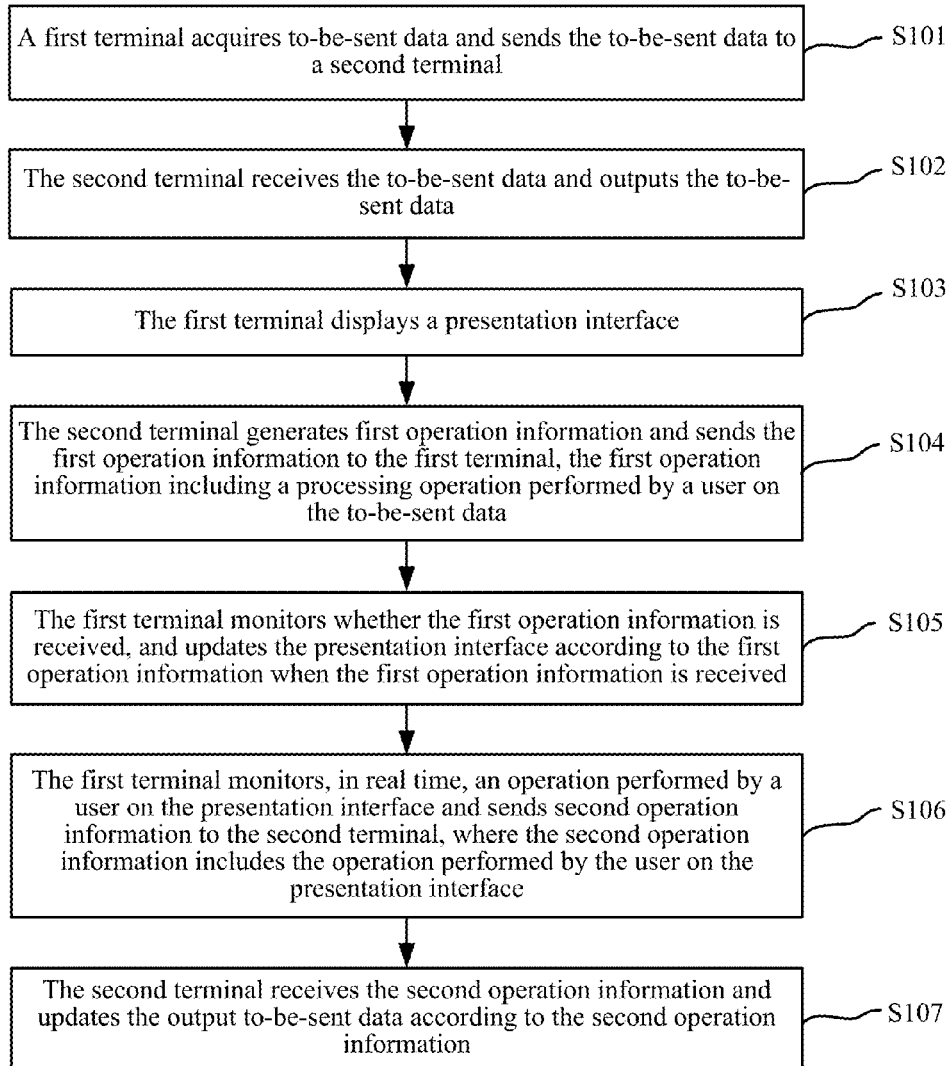 A first terminal acquires to-be-sent data and sends the to-be-sent data to
a second terminal
S101
The second terminal receives the to-be-sent data and outputs the to-be-
sent data
S102
The first terminal displays a presentation interface
S103
The second terminal generates first operation information and sends the
first operation information to the first terminal, the first operation
information including a processing operation performed by a user on
the to-be-sent data
S104
The first terminal monitors whether the first operation information is
received, and updates the presentation interface according to the first
operation information when the first operation information is received
S105
The first terminal monitors, in real time, an operation performed by a
user on the presentation interface and sends second operation
information to the second terminal, where the second operation
information includes the operation performed by the user on the
presentation interface
S106
The second terminal receives the second operation information and
updates the output to-be-sent data according to the second operation
information
S107